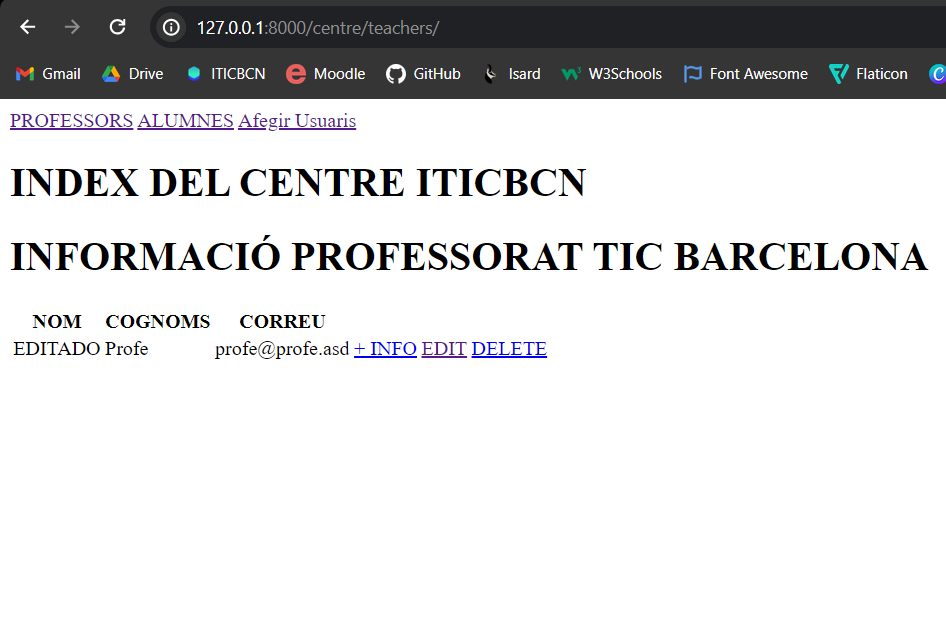 127.0.0.1:8000/centre/teachers/
Gmail Drive ITICBCN Moodle GitHub Isard W3Schools Font Awesome Flaticon
PROFESSORS ALUMNES Afegir Usuaris
INDEX DEL CENTRE ITICBCN
INFORMACIÓ PROFESSORAT TIC BARCELONA
NOM COGNOMS CORREU
EDITADO Profe profe@profe.asd + INFO EDIT DELETE